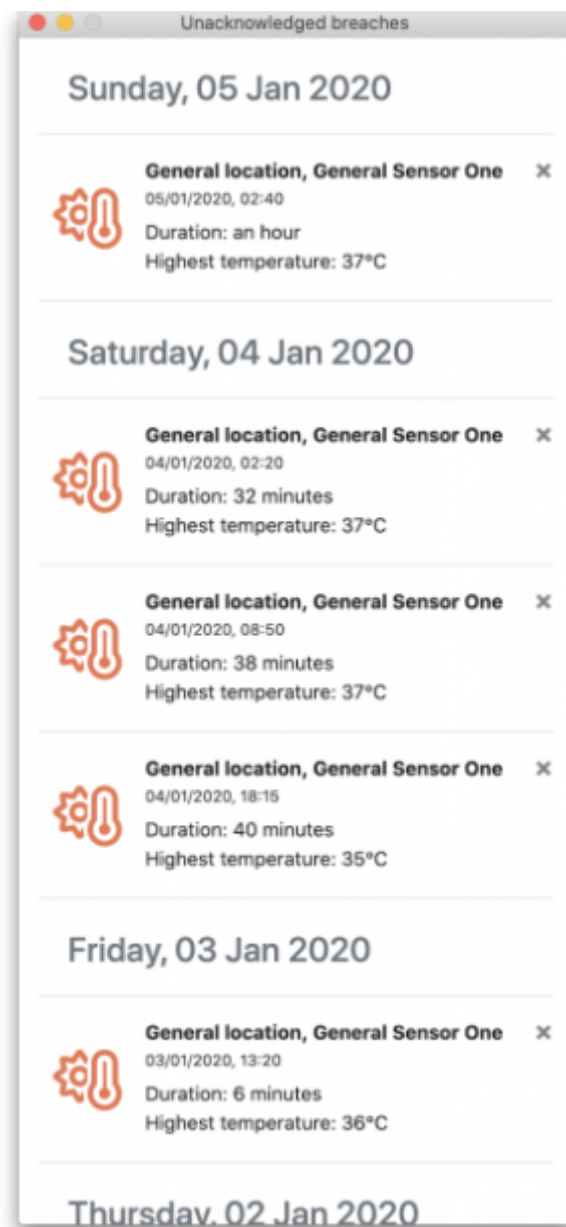 Unacknowledged breaches
Sunday, 05 Jan 2020
General location, General Sensor One
05/01/2020, 02:40
Duration: an hour
Highest temperature: 37°C
Saturday, 04 Jan 2020
General location, General Sensor One
04/01/2020, 02:20
Duration: 32 minutes
Highest temperature: 37°C
General location, General Sensor One
04/01/2020, 08:50
Duration: 38 minutes
Highest temperature: 37°C
General location, General Sensor One
04/01/2020, 18:15
Duration: 40 minutes
Highest temperature: 35°C
Friday, 03 Jan 2020
General location, General Sensor One
03/01/2020, 13:20
Duration: 6 minutes
Highest temperature: 36°C
Thursday, 02 Jan 2020